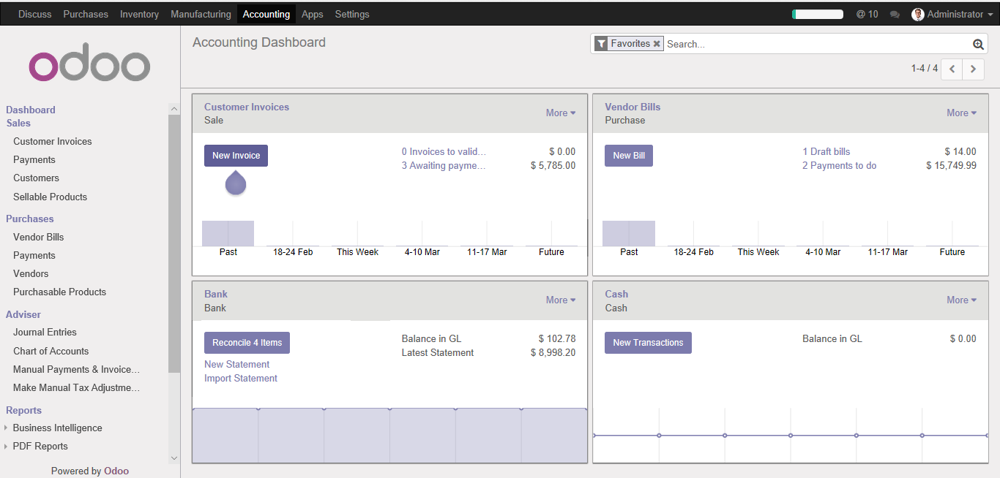 Discuss Purchases Inventory Manufacturing Accounting Apps Settings @ 10 Administrator
odoo
Dashboard
Sales
Customer Invoices
Payments
Customers
Sellable Products
Purchases
Vendor Bills
Payments
Vendors
Purchasable Products
Adviser
Journal Entries
Chart of Accounts
Manual Payments & Invoice...
Make Manual Tax Adjustme...
Reports
Business Intelligence
PDF Reports
Powered by Odoo
Accounting Dashboard
Favorites Search...
1-4 / 4
Customer Invoices
Sale
More
New Invoice
0 Invoices to valid... $ 0.00
3 Awaiting payme... $ 5,785.00
Past 18-24 Feb This Week 4-10 Mar 11-17 Mar Future
Vendor Bills
Purchase
More
New Bill
1 Draft bills $ 14.00
2 Payments to do $ 15,749.99
Past 18-24 Feb This Week 4-10 Mar 11-17 Mar Future
Bank
Bank
More
Reconcile 4 Items
New Statement
Import Statement
Balance in GL $ 102.78
Latest Statement $ 8,998.20
Cash
Cash
More
New Transactions
Balance in GL $ 0.00